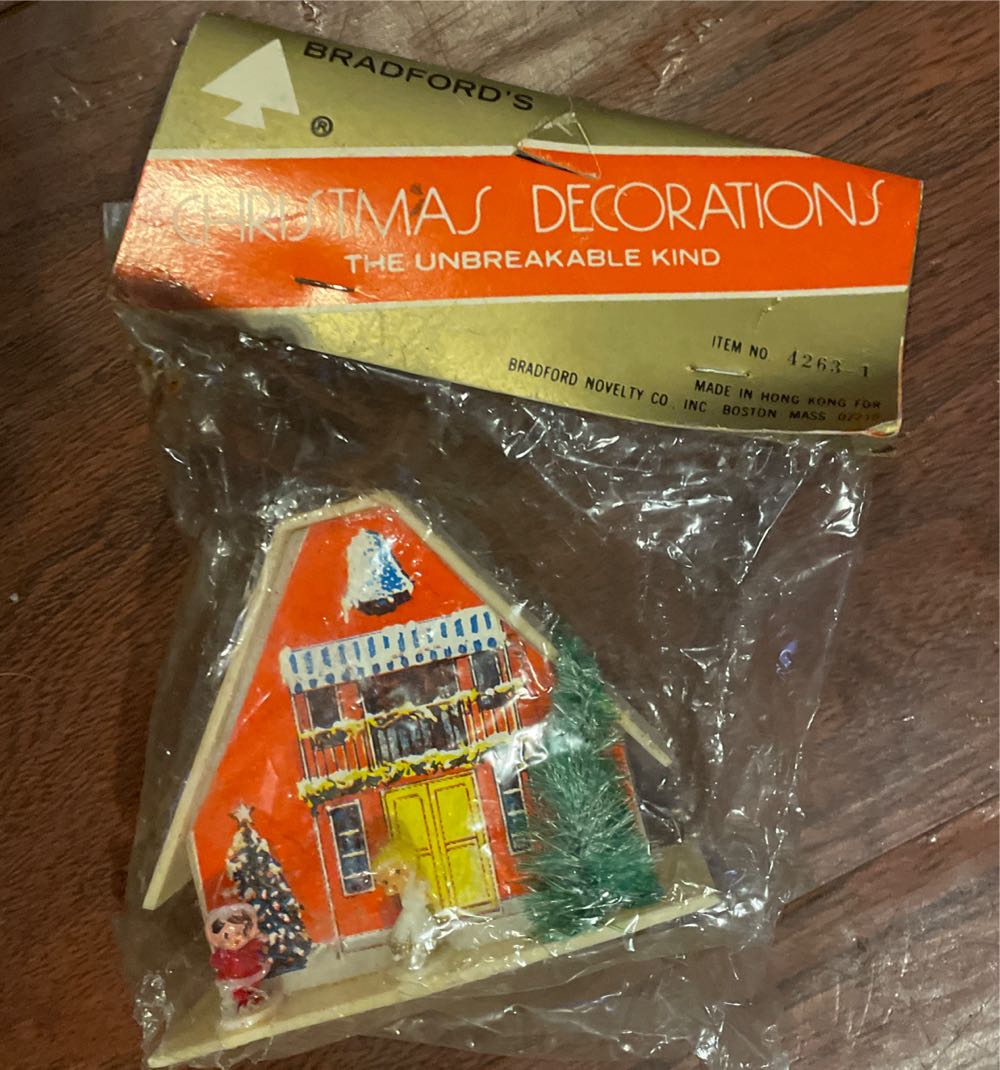 BRADFORD'S
®
CHRISTMAS DECORATIONS
THE UNBREAKABLE KIND
ITEM NO. 4263-1
MADE IN HONG KONG FOR
BRADFORD NOVELTY CO., INC BOSTON MASS 02210